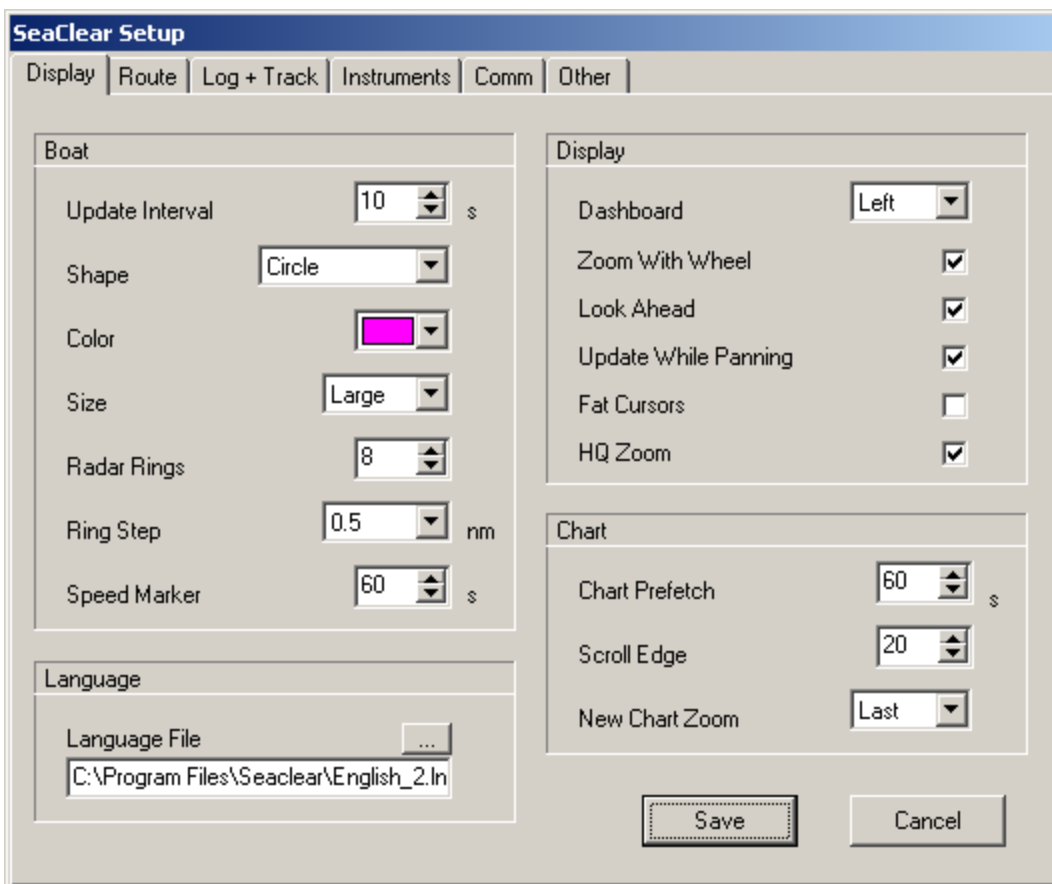 SeaClear Setup
Display Route Log + Track Instruments Comm Other
Boat
Update Interval 10 s
Shape Circle
Color
Size Large
Radar Rings 8
Ring Step 0.5 nm
Speed Marker 60 s
Language
Language File ...
C:\Program Files\Seaclear\English_2.ln
Display
Dashboard Left
Zoom With Wheel
Look Ahead
Update While Panning
Fat Cursors
HQ Zoom
Chart
Chart Prefetch 60 s
Scroll Edge 20
New Chart Zoom Last
Save Cancel